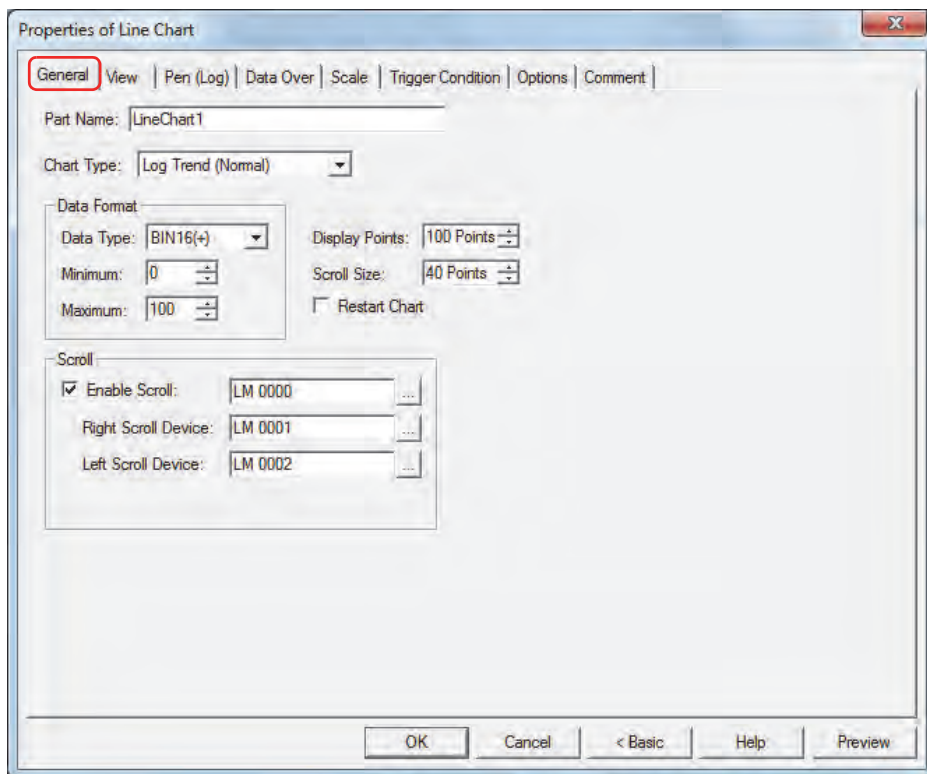 Properties of Line Chart
General View Pen (Log) Data Over Scale Trigger Condition Options Comment
Part Name: LineChart1
Chart Type: Log Trend (Normal)
Data Format
Data Type: BIN16(+) Display Points: 100 Points
Minimum: 0 Scroll Size: 40 Points
Maximum: 100 Restart Chart
Scroll
Enable Scroll: LM 0000 ...
Right Scroll Device: LM 0001 ...
Left Scroll Device: LM 0002 ...
OK Cancel < Basic Help Preview